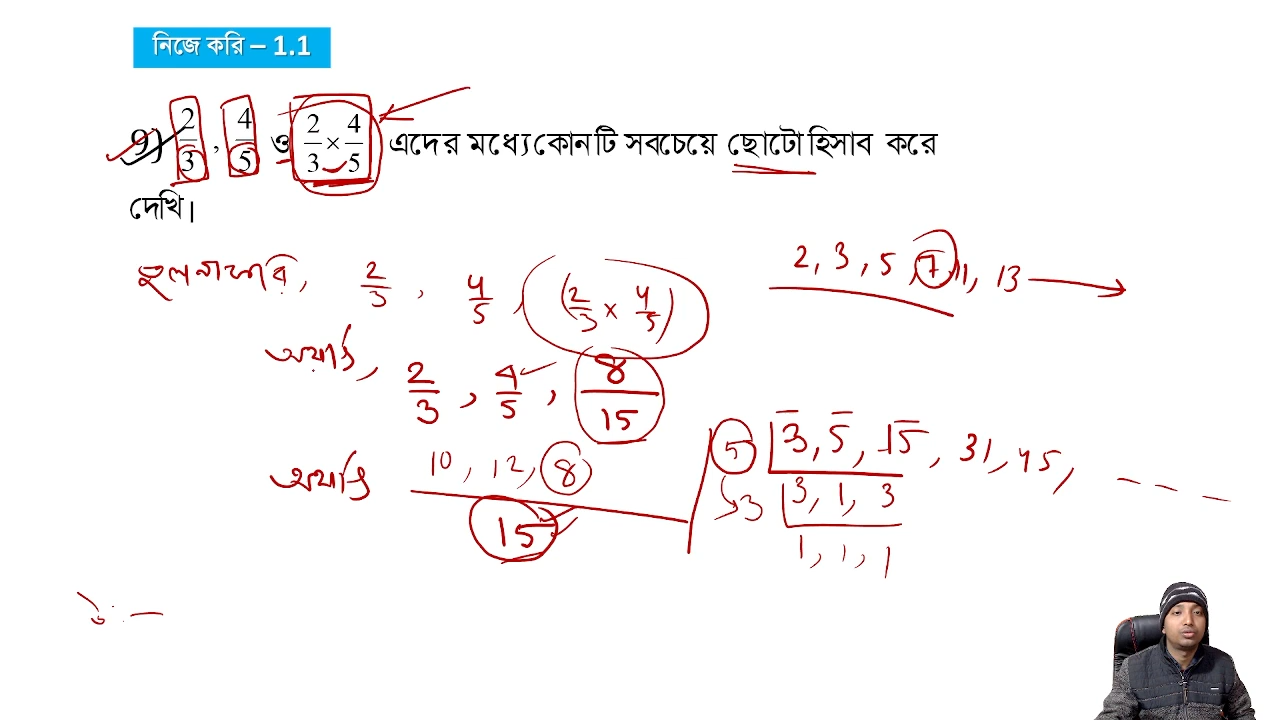 নিজে করি – 1.1
9) 2/3 , 4/5 ও 2/3 × 4/5 এদের মধ্যে কোনটি সবচেয়ে ছোটো হিসাব করে
দেখি।
2, 3, 5, 7, 11, 13
2/3 , 4/5 , (2/3 × 4/5)
অর্থাৎ, 2/3 , 4/5 , 8/15
5 3, 5, 15, 31, 45, - - - -
অর্থাৎ 10, 12, 8
3 3, 1, 3
15
1, 1, 1